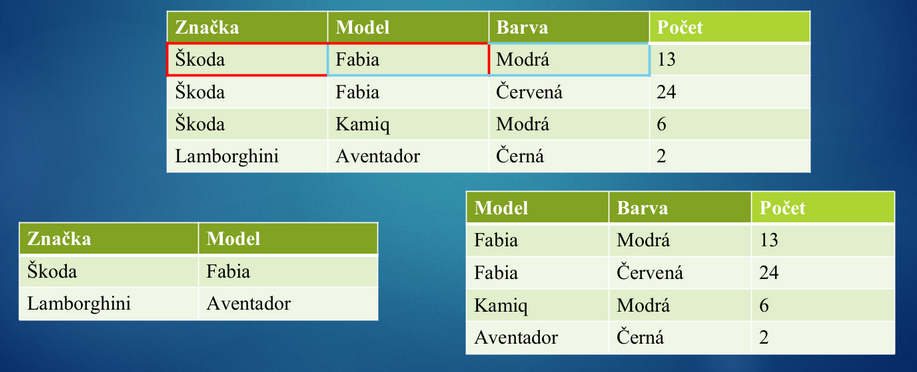 Značka Model Barva Počet
Škoda Fabia Modrá 13
Škoda Fabia Červená 24
Škoda Kamiq Modrá 6
Lamborghini Aventador Černá 2
Značka Model
Škoda Fabia
Lamborghini Aventador
Model Barva Počet
Fabia Modrá 13
Fabia Červená 24
Kamiq Modrá 6
Aventador Černá 2